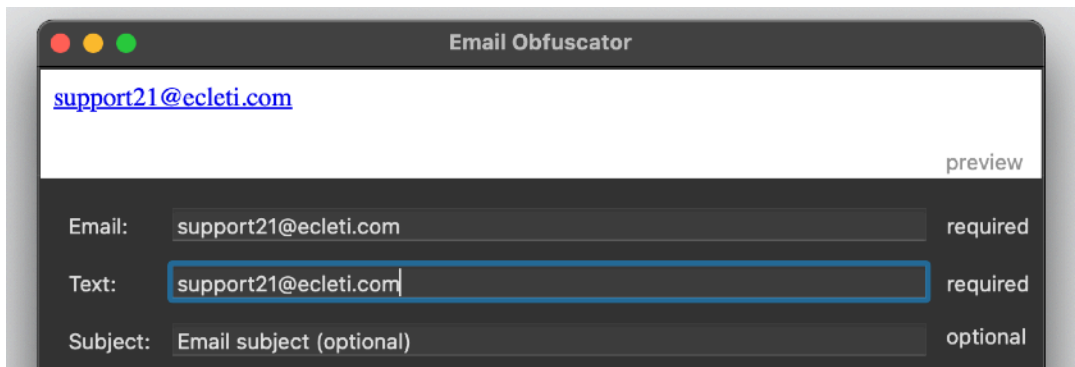 Email Obfuscator
support21@ecleti.com
preview
Email: support21@ecleti.com required
Text: support21@ecleti.com required
Subject: Email subject (optional) optional